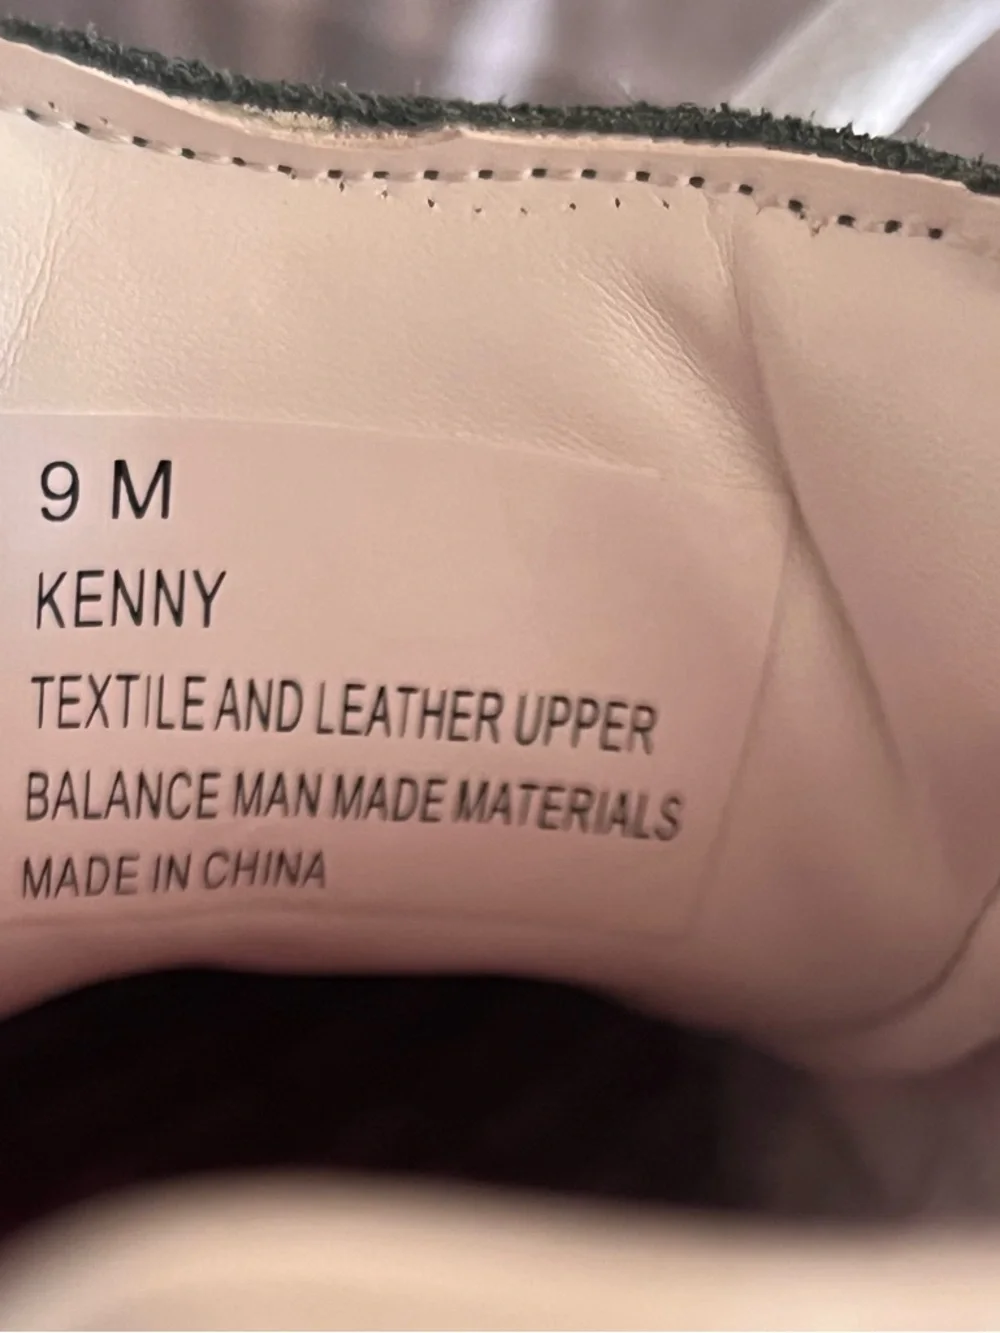 9 M
KENNY
TEXTILE AND LEATHER UPPER
BALANCE MAN MADE MATERIALS
MADE IN CHINA